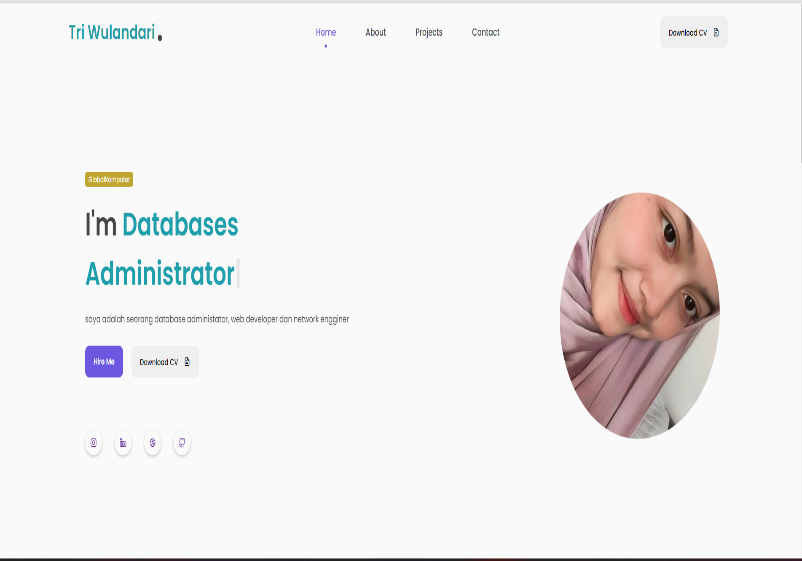 Tri Wulandari.
Home
About
Projects
Contact
Download CV
GlobalKomputer
I'm Databases
Administrator
saya adalah seorang database administator, web developer dan network engginer
Hire Me
Download CV